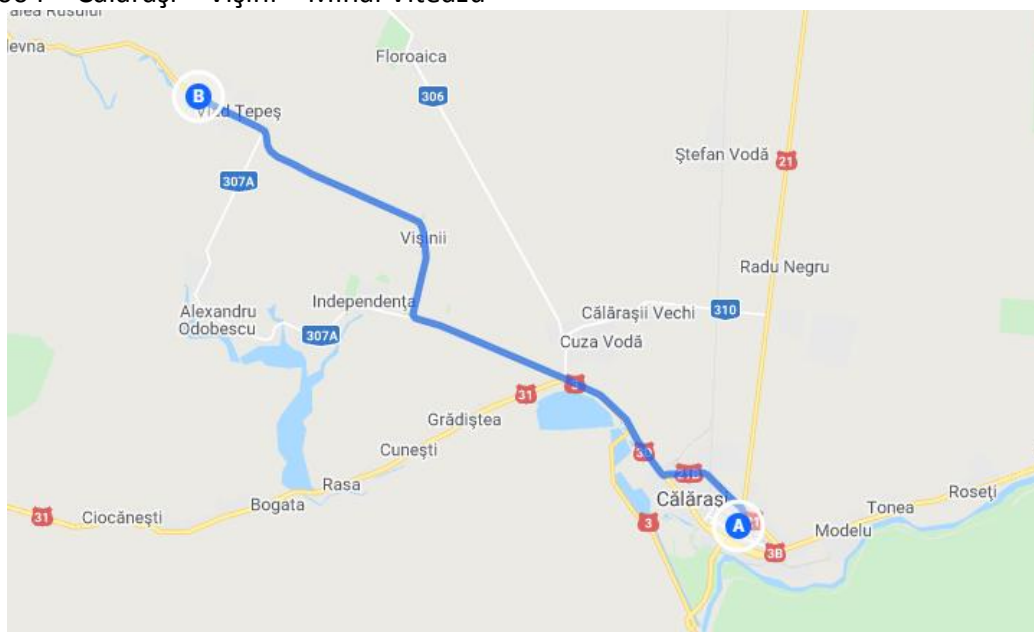 Călărași – Vișini – Mihai Viteazu
Floroaica
B
Vlad Țepeș
306
Ștefan Vodă
21
307A
Vișinii
Radu Negru
Independența
Alexandru
Odobescu
307A
Călărașii Vechi
310
Cuza Vodă
3
31
Grădiștea
Cunești
Rasa
Bogata
31
Ciocănești
Călărași
3
A
3B
Modelu
Tonea
Roseți